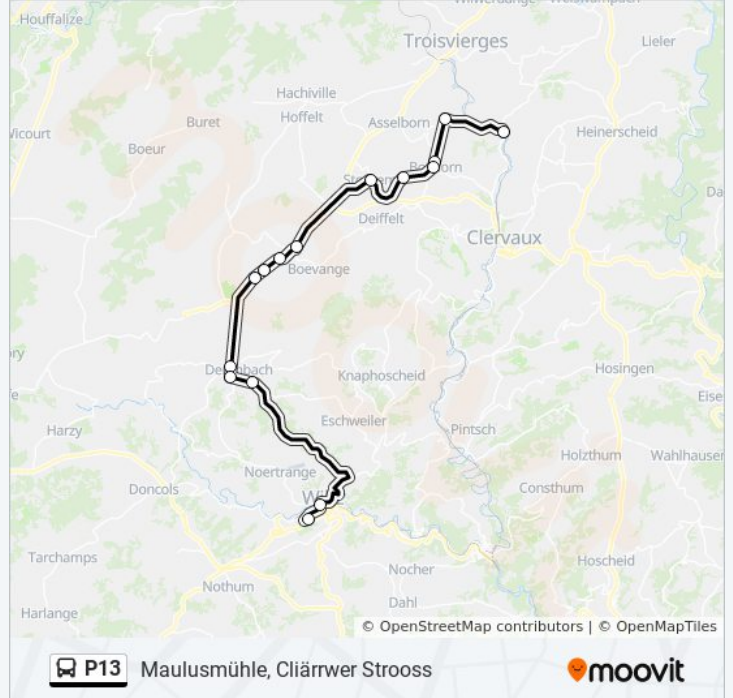 Houffalize
Troisvierges
Lieler
Hachiville
Hoffelt
Buret
Asselborn
Boeur
Heinerscheid
Deiffelt
Clervaux
Boevange
Knaphoscheid
Hosingen
Eschweiler
Pintsch
Harzy
Holzthum
Wahlhausen
Noertrange
Doncols
Consthum
Tarchamps
Nothum
Nocher
Hoscheid
Harlange
Dahl
© OpenStreetMap contributors | © OpenMapTiles
P13 Maulusmühle, Cliärrwer Strooss
moovit